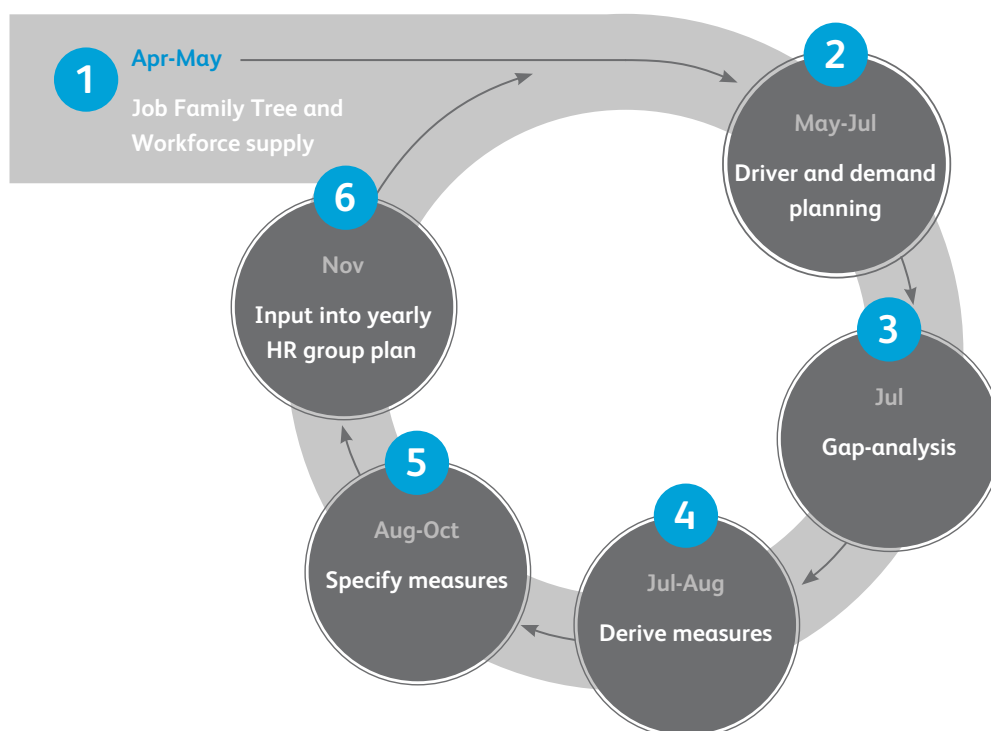 1
Apr-May
Job Family Tree and
Workforce supply
2
May-Jul
Driver and demand
planning
3
Jul
Gap-analysis
4
Jul-Aug
Derive measures
5
Aug-Oct
Specify measures
6
Nov
Input into yearly
HR group plan